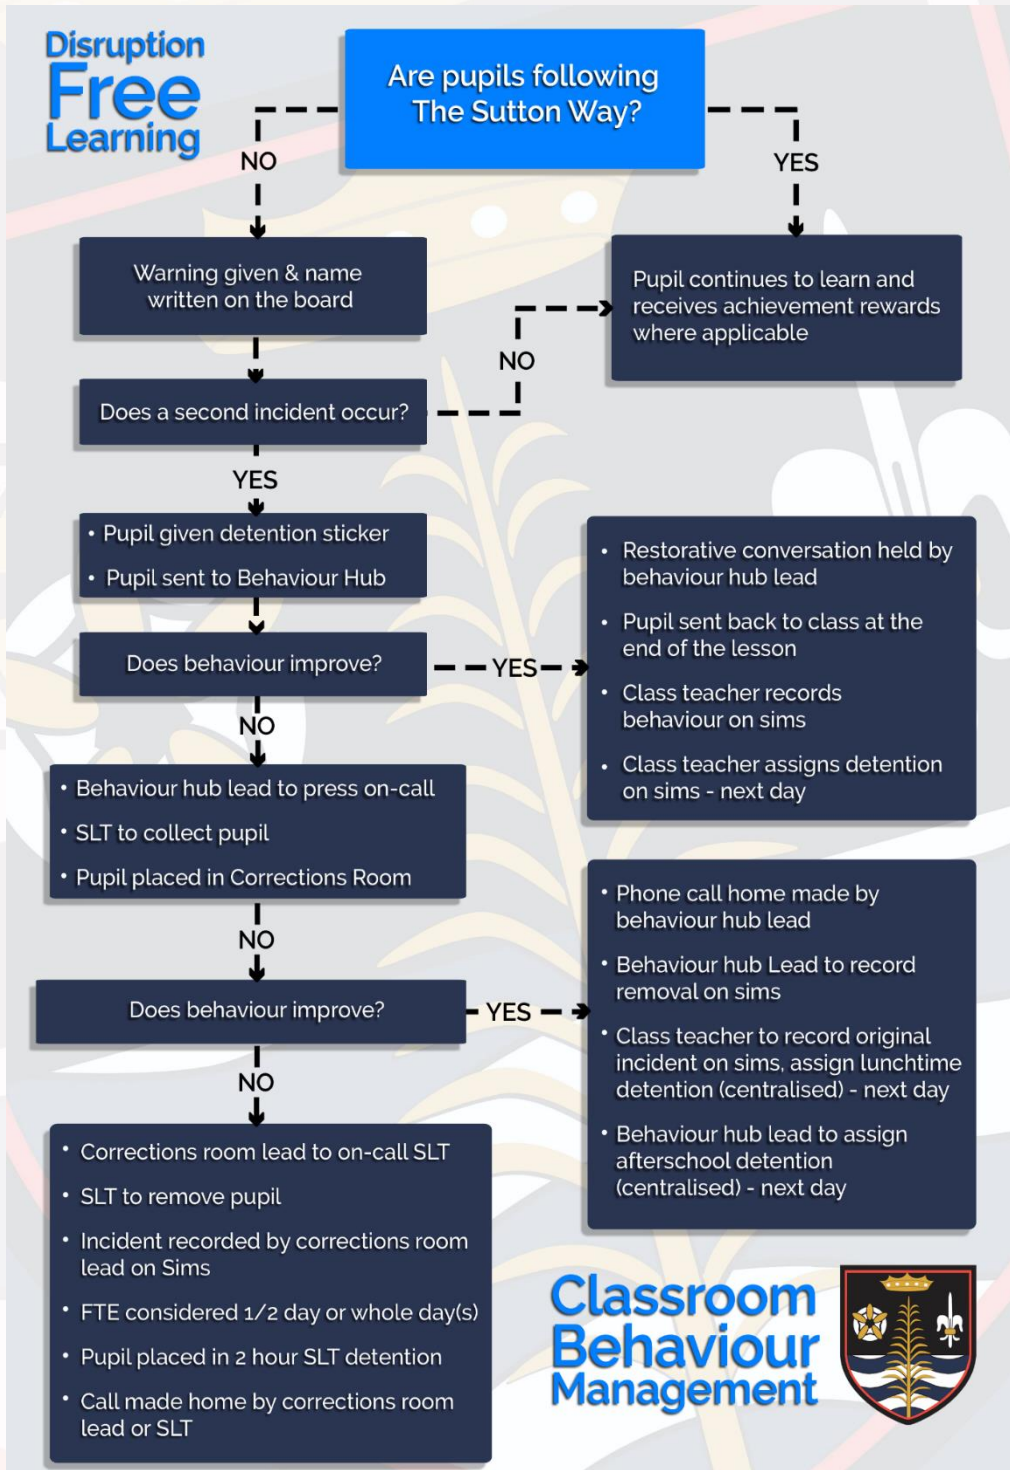 Disruption
Free
Learning
Are pupils following
The Sutton Way?
NO
YES
Warning given & name
written on the board
Pupil continues to learn and
receives achievement rewards
where applicable
NO
Does a second incident occur?
YES
• Pupil given detention sticker
• Pupil sent to Behaviour Hub
• Restorative conversation held by
behaviour hub lead
• Pupil sent back to class at the
end of the lesson
• Class teacher records
behaviour on sims
• Class teacher assigns detention
on sims - next day
Does behaviour improve?
YES
NO
• Behaviour hub lead to press on-call
• SLT to collect pupil
• Pupil placed in Corrections Room
NO
• Phone call home made by
behaviour hub lead
• Behaviour hub Lead to record
removal on sims
• Class teacher to record original
incident on sims, assign lunchtime
detention (centralised) - next day
• Behaviour hub lead to assign
afterschool detention
(centralised) - next day
Does behaviour improve?
YES
NO
• Corrections room lead to on-call SLT
• SLT to remove pupil
• Incident recorded by corrections room
lead on Sims
• FTE considered 1/2 day or whole day(s)
• Pupil placed in 2 hour SLT detention
• Call made home by corrections room
lead or SLT
Classroom
Behaviour
Management